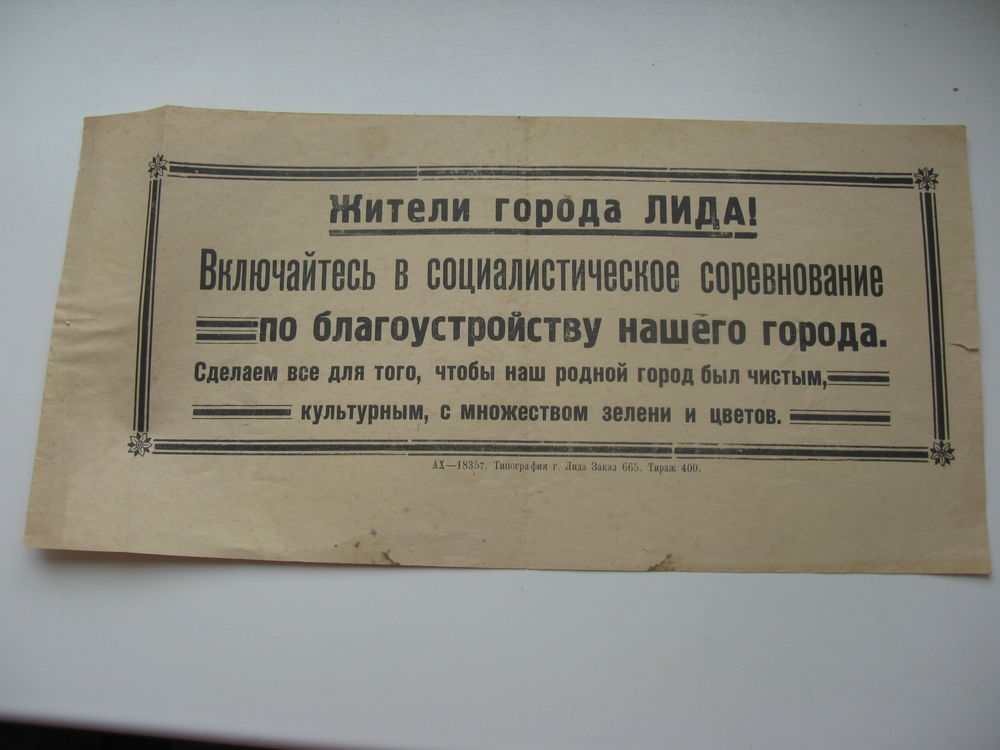 Жители города ЛИДА!
Включайтесь в социалистическое соревнование
по благоустройству нашего города.
Сделаем все для того, чтобы наш родной город был чистым,
культурным, с множеством зелени и цветов.
АХ—18357. Типография г. Лида Заказ 665. Тираж 400.